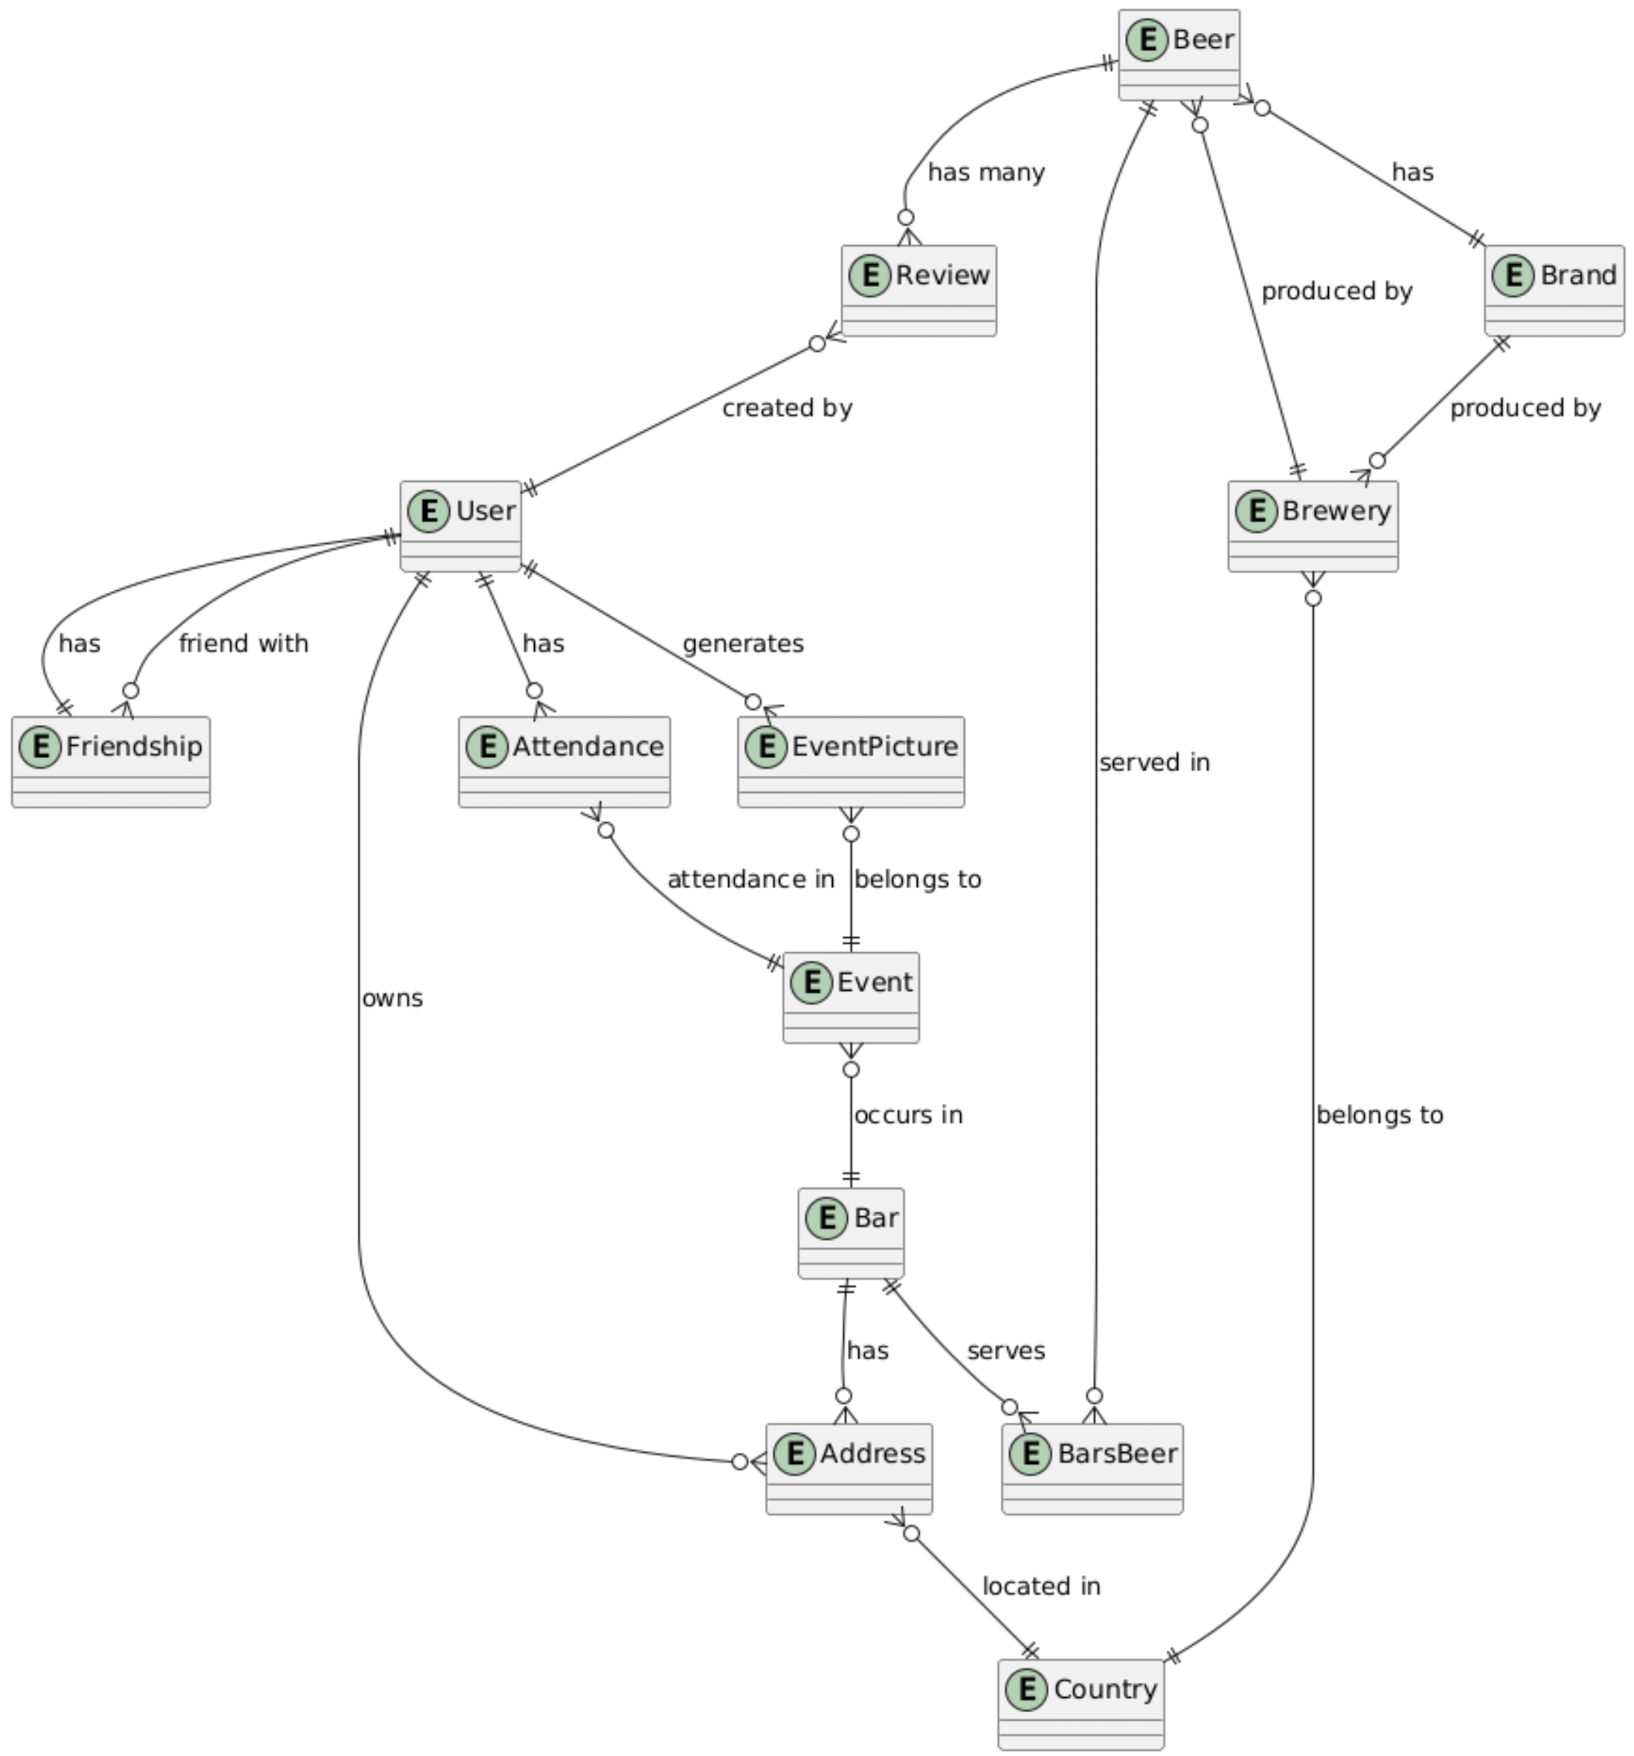 E Beer
has many
has
E Review
E Brand
produced by
created by
produced by
E User
E Brewery
has
friend with
has
generates
E Friendship
E Attendance
E EventPicture
served in
attendance in
belongs to
E Event
owns
occurs in
belongs to
E Bar
has
serves
E Address
E BarsBeer
located in
E Country